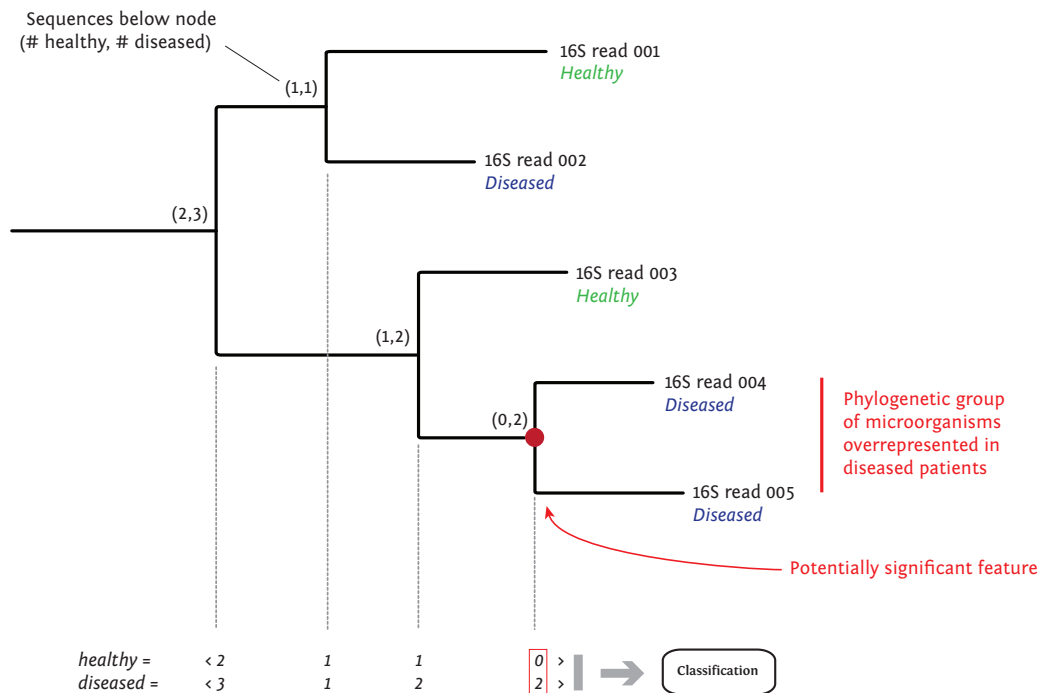 Sequences below node
(# healthy, # diseased)
16S read 001
Healthy
(1,1)
16S read 002
Diseased
(2,3)
16S read 003
Healthy
(1,2)
16S read 004
Diseased
(0,2)
Phylogenetic group
of microorganisms
overrepresented in
diseased patients
16S read 005
Diseased
Potentially significant feature
healthy = < 2 1 1 0 >
diseased = < 3 1 2 2 >
Classification